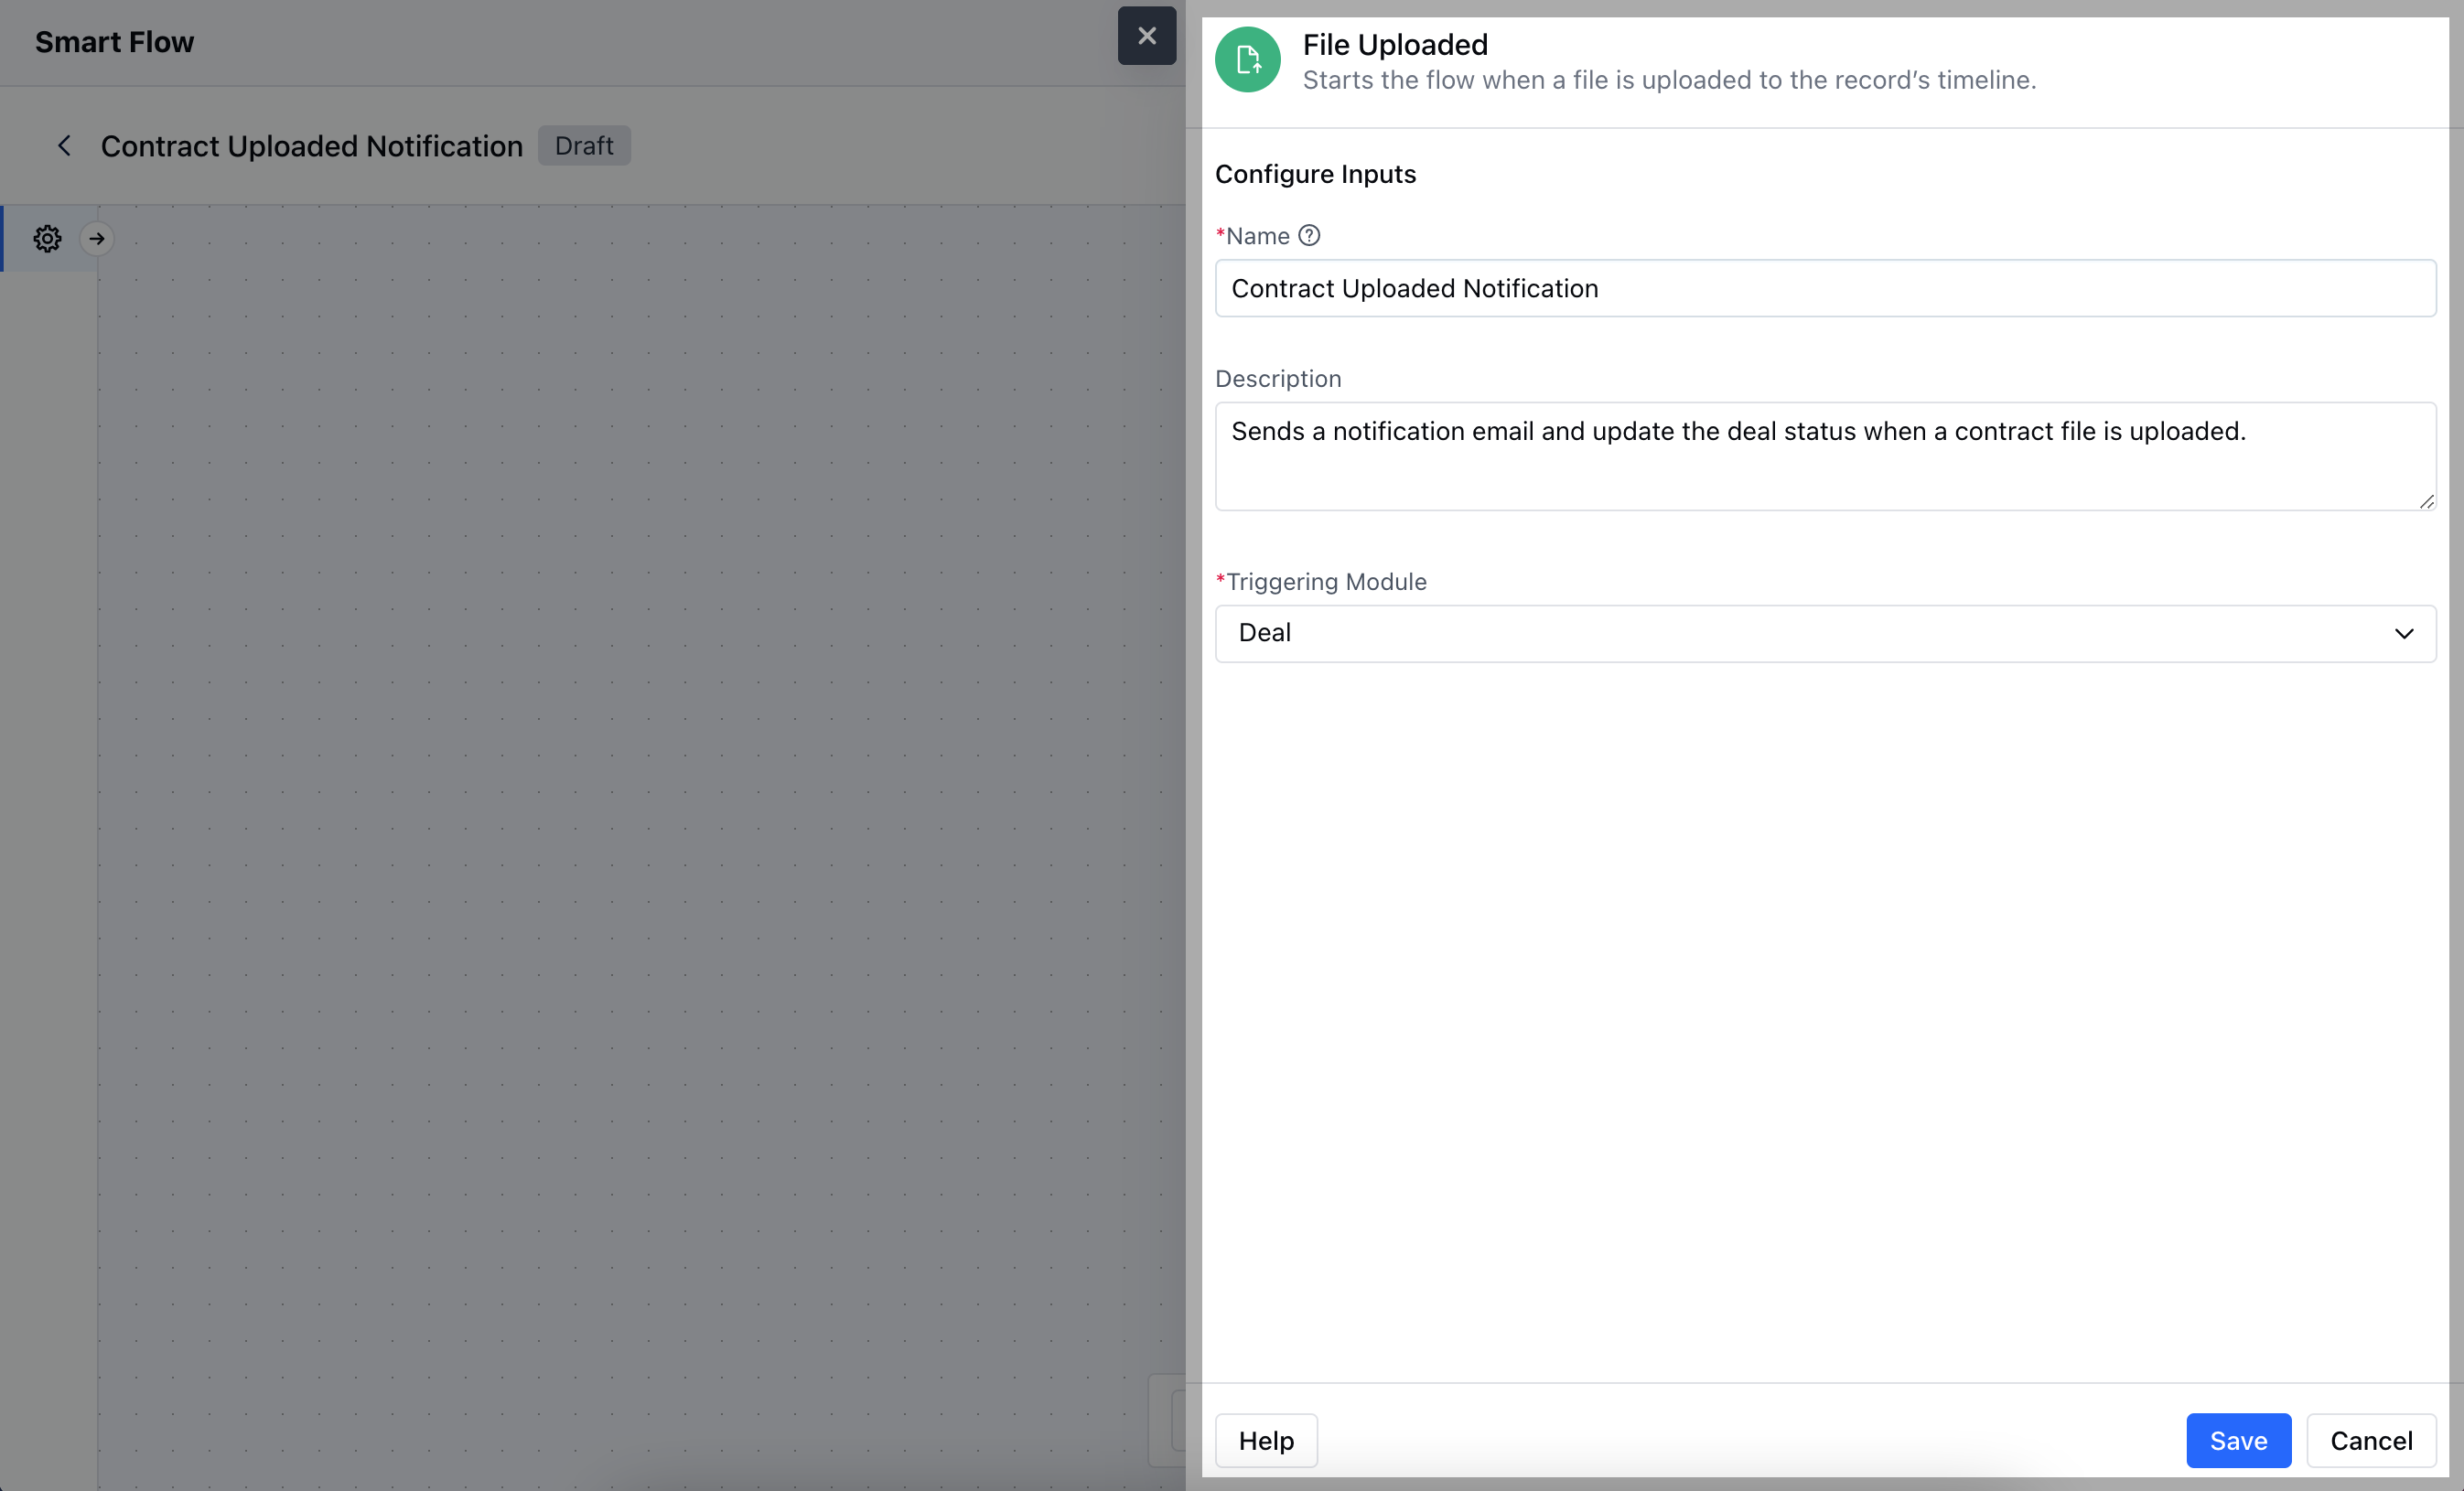 Smart Flow
Contract Uploaded Notification Draft
File Uploaded
Starts the flow when a file is uploaded to the record’s timeline.
Configure Inputs
*Name
Contract Uploaded Notification
Description
Sends a notification email and update the deal status when a contract file is uploaded.
*Triggering Module
Deal
Help
Save
Cancel